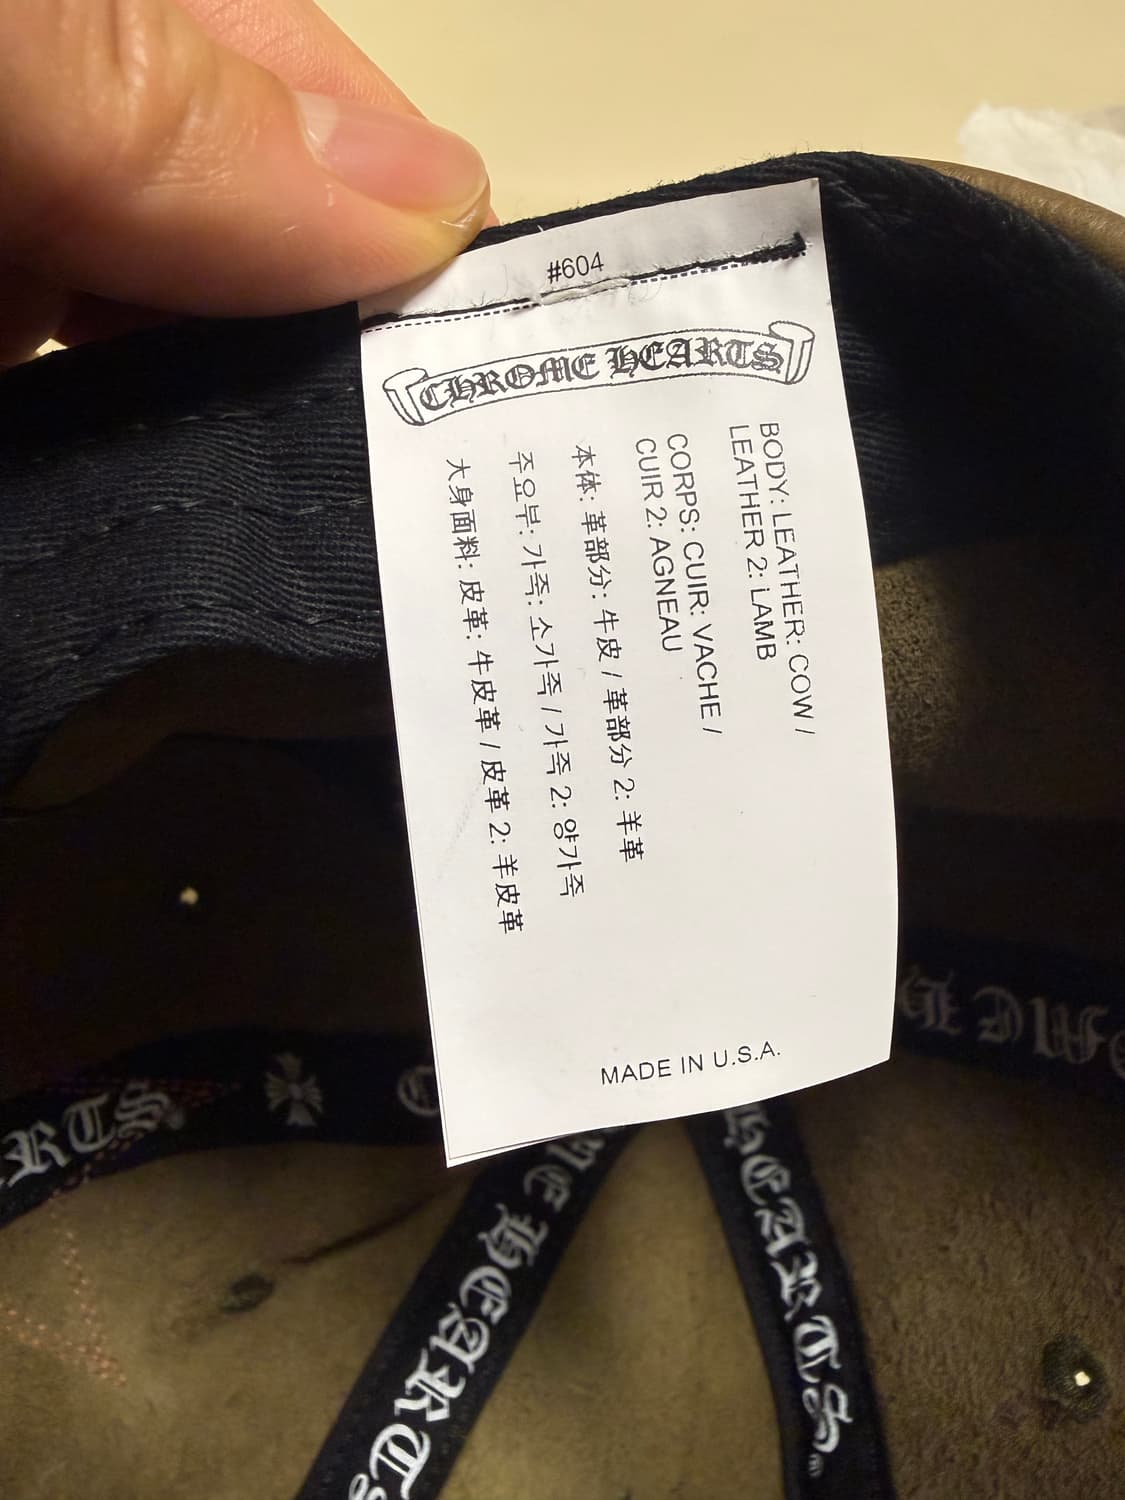 #604
CHROME HEARTS
BODY: LEATHER: COW /
LEATHER 2: LAMB
CORPS: CUIR: VACHE /
CUIR 2: AGNEAU
本体: 革部分: 牛皮 / 革部分 2: 羊革
주요부: 가죽: 소가죽 / 가죽 2: 양가죽
大身面料: 皮革: 牛皮革 / 皮革 2: 羊皮革
MADE IN U.S.A.
HEARTS
HEARTS